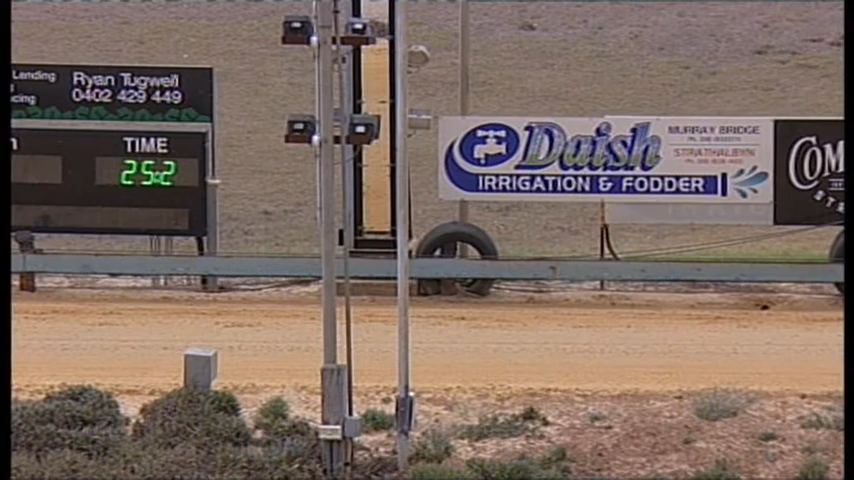 Lending
Ryan Tugwell
0402 429 449
TIME
25:2
Daish
IRRIGATION & FODDER
MURRAY BRIDGE
STRATHALBYN
COM